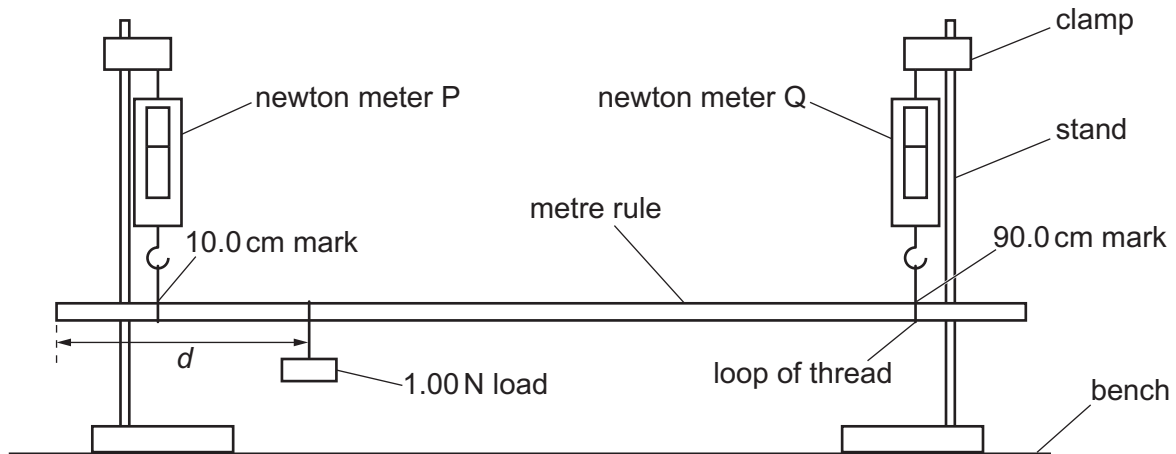 clamp
newton meter P
newton meter Q
stand
metre rule
10.0 cm mark
90.0 cm mark
d
1.00 N load
loop of thread
bench